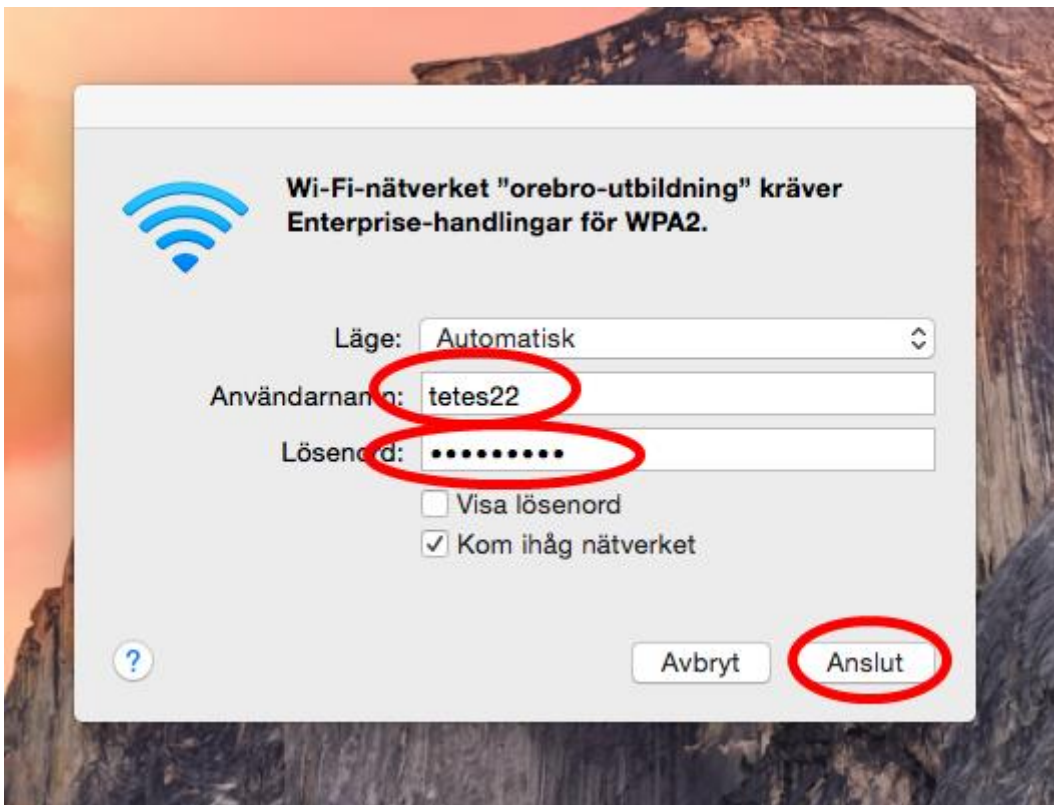 Wi-Fi-nätverket ”orebro-utbildning” kräver
Enterprise-handlingar för WPA2.
Läge: Automatisk
Användarnamn: tetes22
Lösenord: •••••••••
Visa lösenord
✓ Kom ihåg nätverket
? Avbryt Anslut